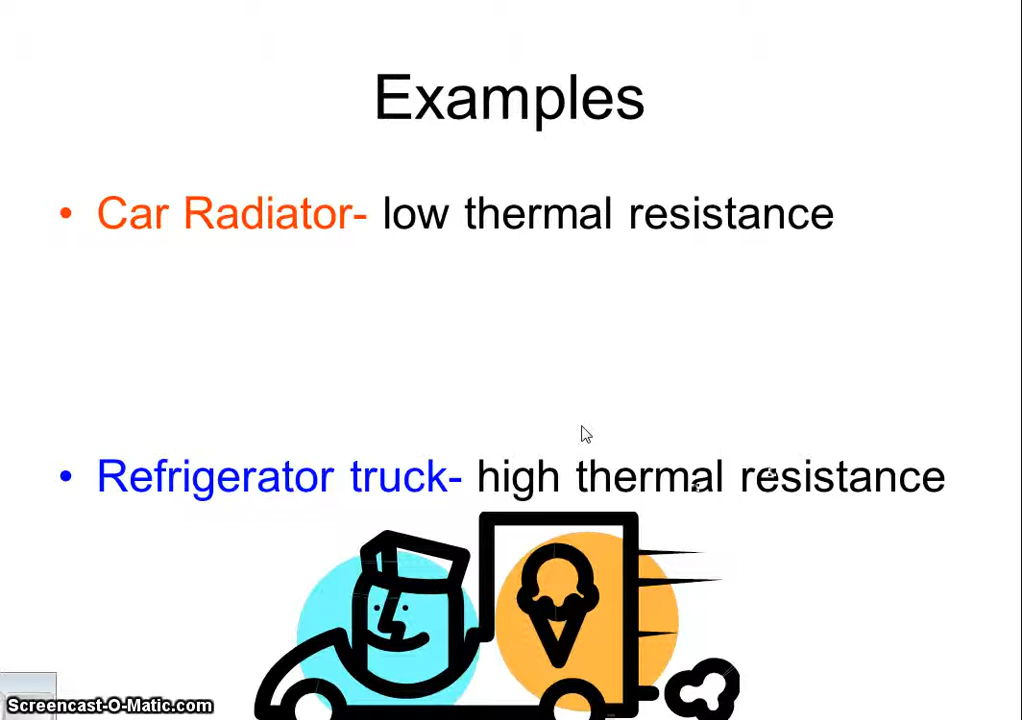 Examples
• Car Radiator- low thermal resistance
• Refrigerator truck- high thermal resistance
Screencast-O-Matic.com